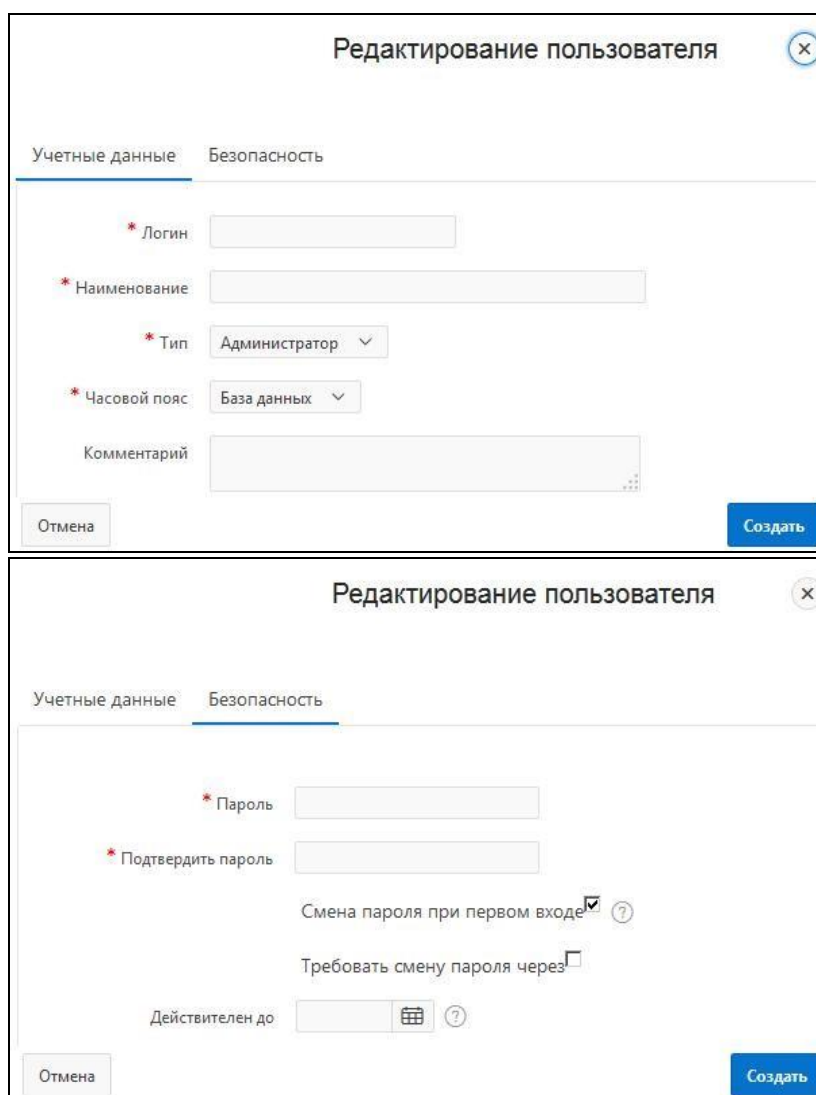 Редактирование пользователя
Учетные данные Безопасность
* Логин
* Наименование
* Тип Администратор
* Часовой пояс База данных
Комментарий
Отмена Создать
Редактирование пользователя
Учетные данные Безопасность
* Пароль
* Подтвердить пароль
Смена пароля при первом входе ?
Требовать смену пароля через
Действителен до ?
Отмена Создать